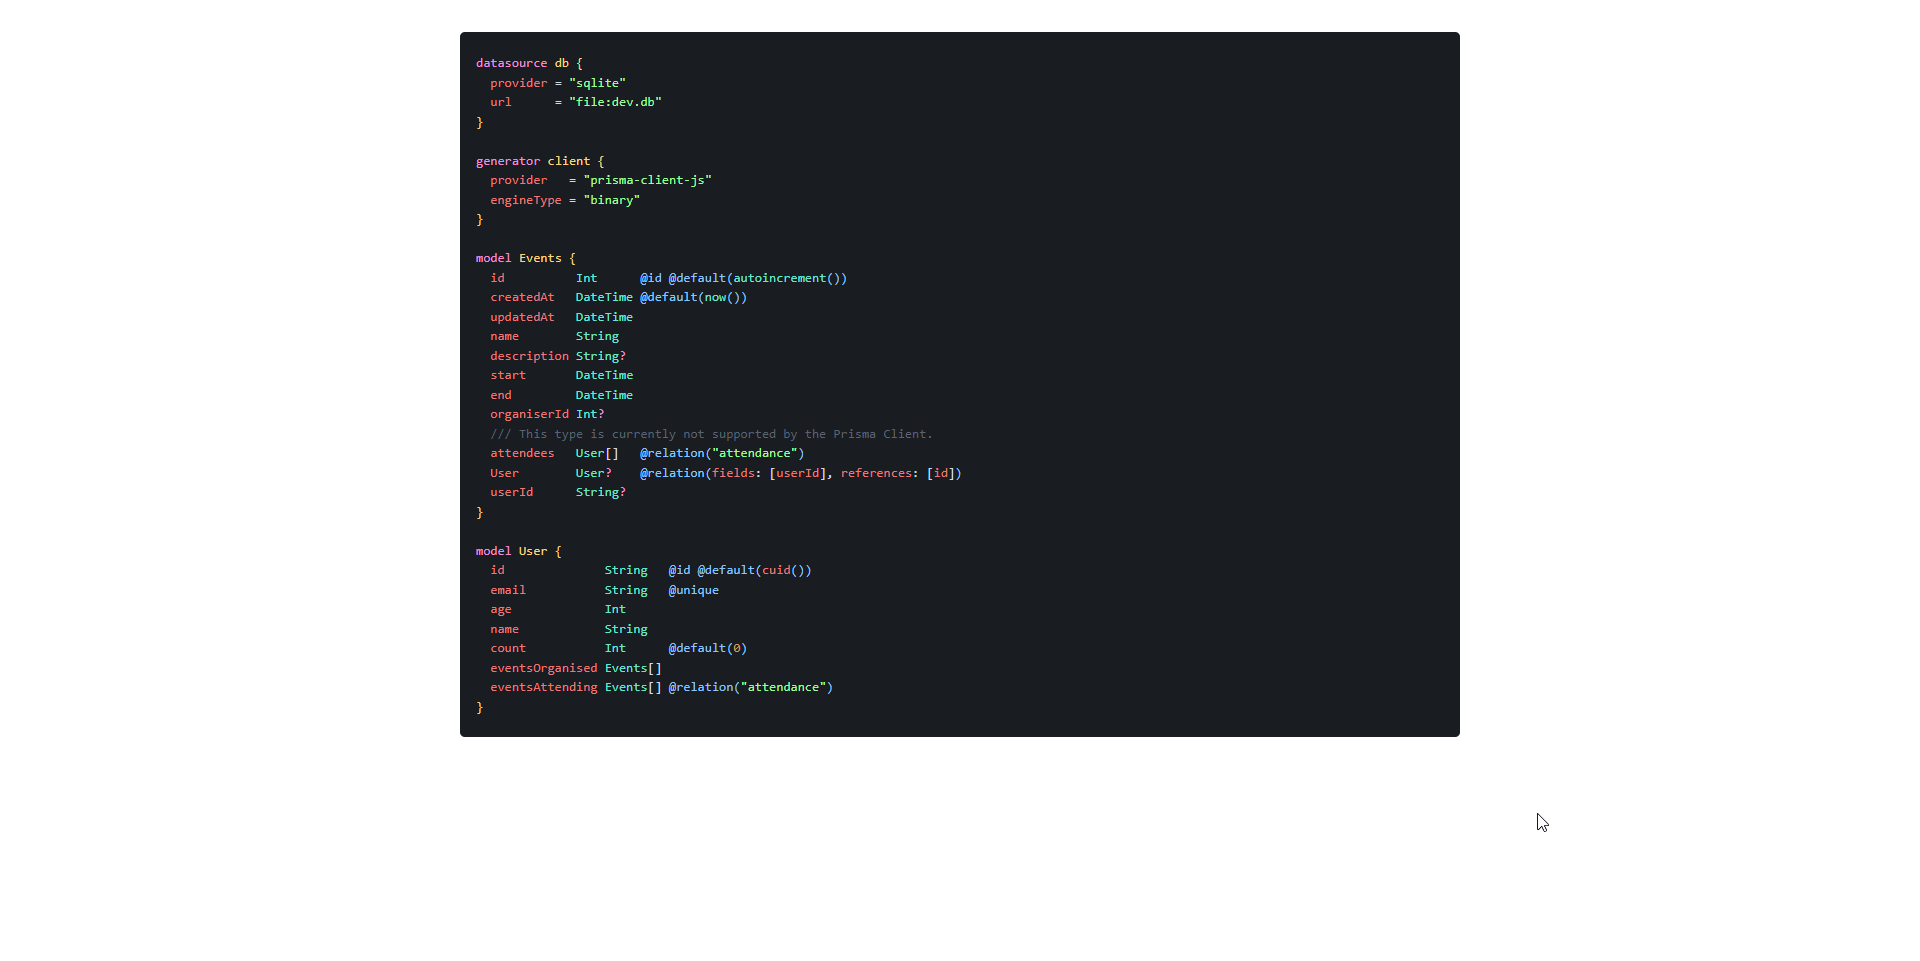 datasource db {
  provider = "sqlite"
  url      = "file:dev.db"
}

generator client {
  provider   = "prisma-client-js"
  engineType = "binary"
}

model Events {
  id          Int      @id @default(autoincrement())
  createdAt   DateTime @default(now())
  updatedAt   DateTime
  name        String
  description String?
  start       DateTime
  end         DateTime
  organiserId Int?
  /// This type is currently not supported by the Prisma Client.
  attendees   User[]   @relation("attendance")
  User        User?    @relation(fields: [userId], references: [id])
  userId      String?
}

model User {
  id              String   @id @default(cuid())
  email           String   @unique
  age             Int
  name            String
  count           Int      @default(0)
  eventsOrganised Events[]
  eventsAttending Events[] @relation("attendance")
}